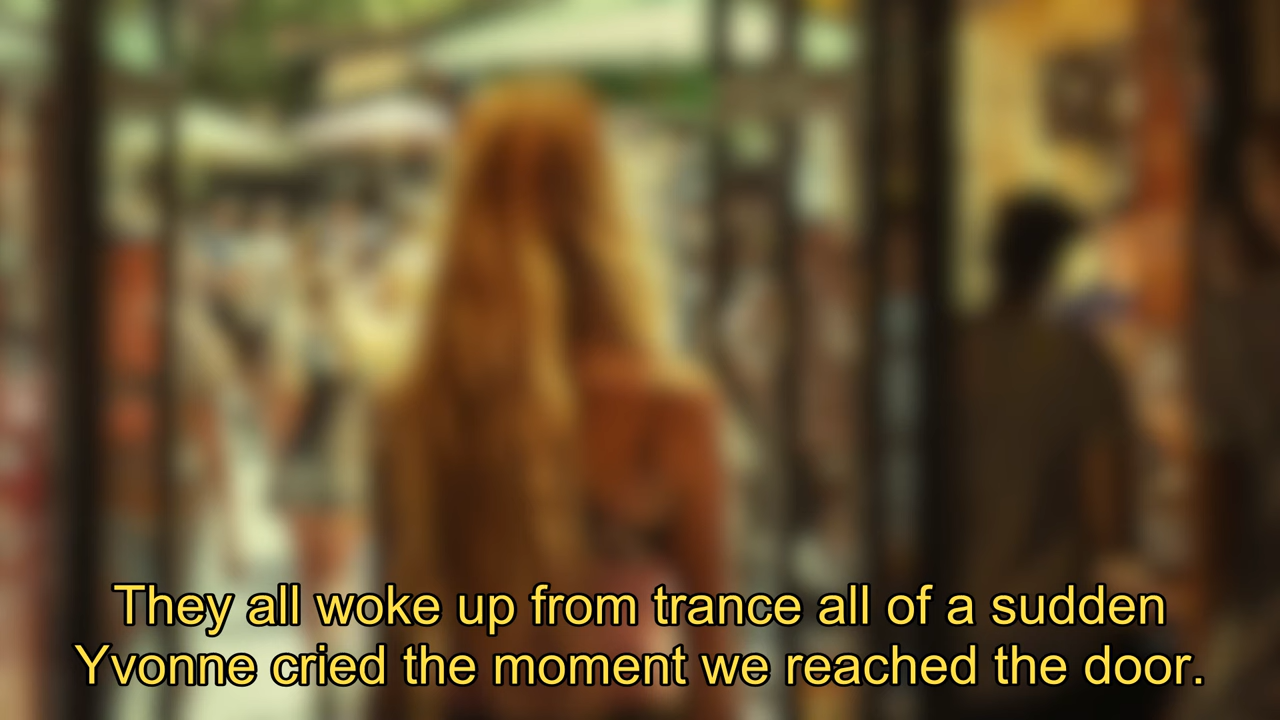 They all woke up from trance all of a sudden
Yvonne cried the moment we reached the door.